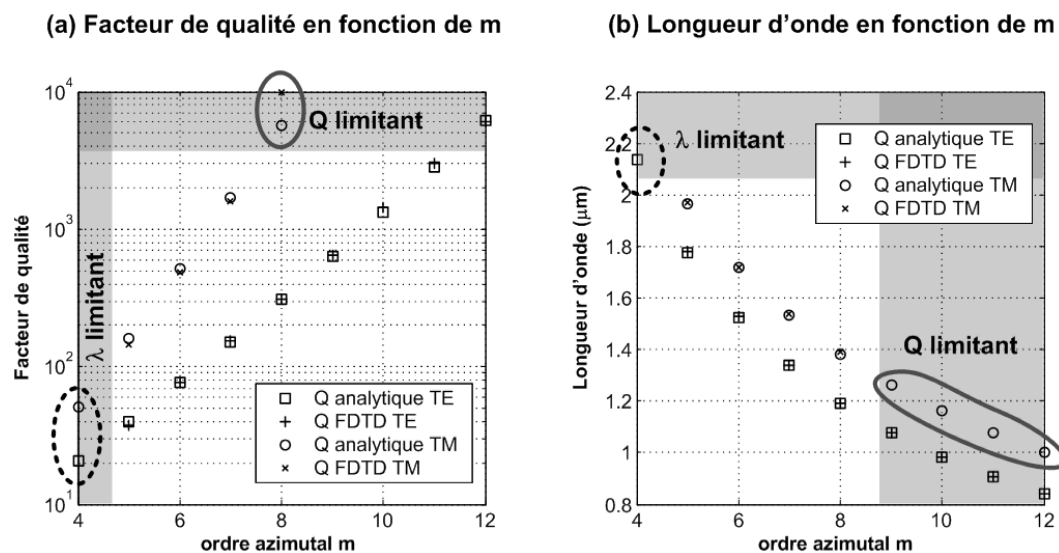 (a) Facteur de qualité en fonction de m
10^4
10^3
10^2
10^1
Facteur de qualité
Q limitant
λ limitant
Q analytique TE
Q FDTD TE
Q analytique TM
Q FDTD TM
4 6 8 10 12
ordre azimutal m
(b) Longueur d'onde en fonction de m
2.4
2.2
2
1.8
1.6
1.4
1.2
1
0.8
Longueur d'onde (μm)
λ limitant
Q analytique TE
Q FDTD TE
Q analytique TM
Q FDTD TM
Q limitant
4 6 8 10 12
ordre azimutal m